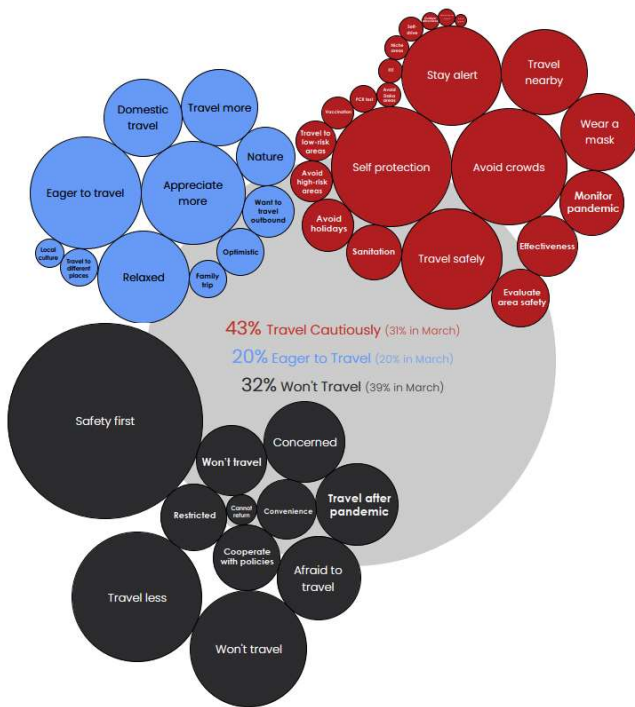 Domestic
travel
Travel more
Nature
Eager to travel
Appreciate
more
Want to
travel
outbound
Local
culture
Travel to
different
places
Relaxed
Optimistic
Family
trip
Self-
drive
Niche
areas
Stay alert
Travel
nearby
PCR test
Avoid
Vaccination
Wear a
mask
Travel to
low-risk
areas
Self protection
Avoid crowds
Avoid
high-risk
areas
Monitor
pandemic
Avoid
holidays
Sanitation
Travel safely
Effectiveness
Evaluate
area safety
43% Travel Cautiously (31% in March)
20% Eager to Travel (20% in March)
32% Won't Travel (39% in March)
Safety first
Concerned
Won't travel
Travel after
pandemic
Restricted
Cannot
return
Convenience
Cooperate
with policies
Afraid to
travel
Travel less
Won't travel